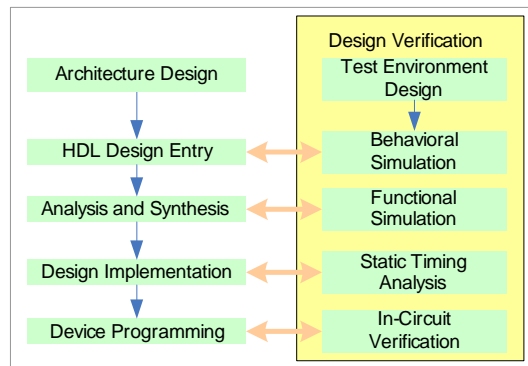 Architecture Design
HDL Design Entry
Analysis and Synthesis
Design Implementation
Device Programming
Design Verification
Test Environment
Design
Behavioral
Simulation
Functional
Simulation
Static Timing
Analysis
In-Circuit
Verification